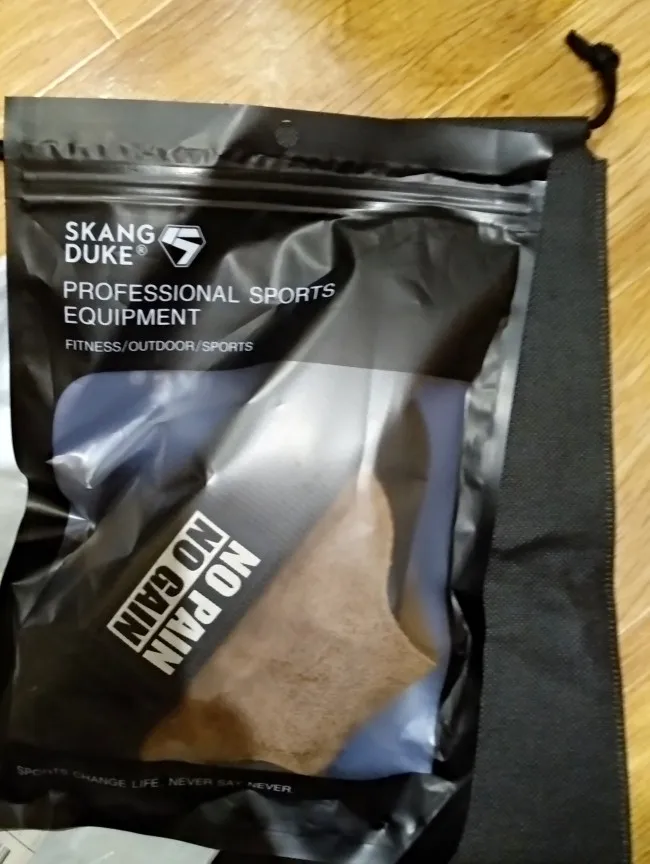 SKANG
DUKE®
PROFESSIONAL SPORTS
EQUIPMENT
FITNESS/OUTDOOR/SPORTS
NO PAIN
NO GAIN
SPORTS CHANGE LIFE NEVER SAY NEVER